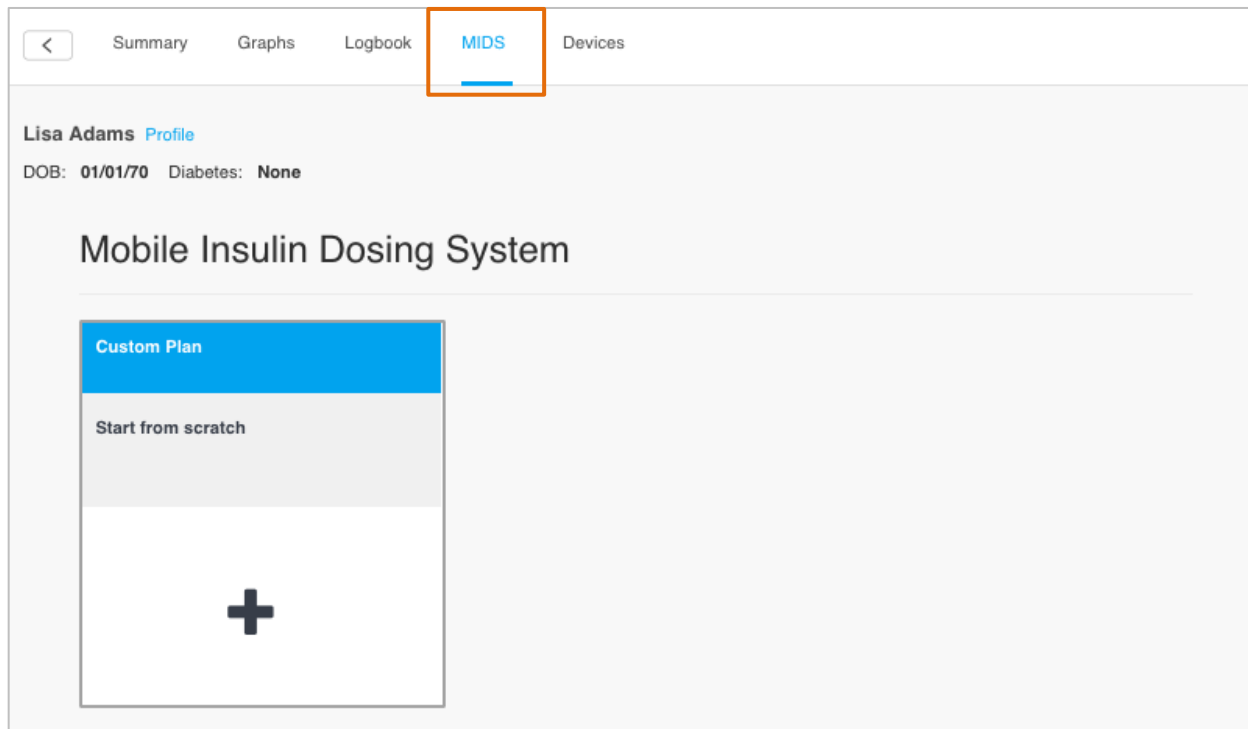 Summary Graphs Logbook MIDS Devices
Lisa Adams Profile
DOB: 01/01/70 Diabetes: None
Mobile Insulin Dosing System
Custom Plan
Start from scratch